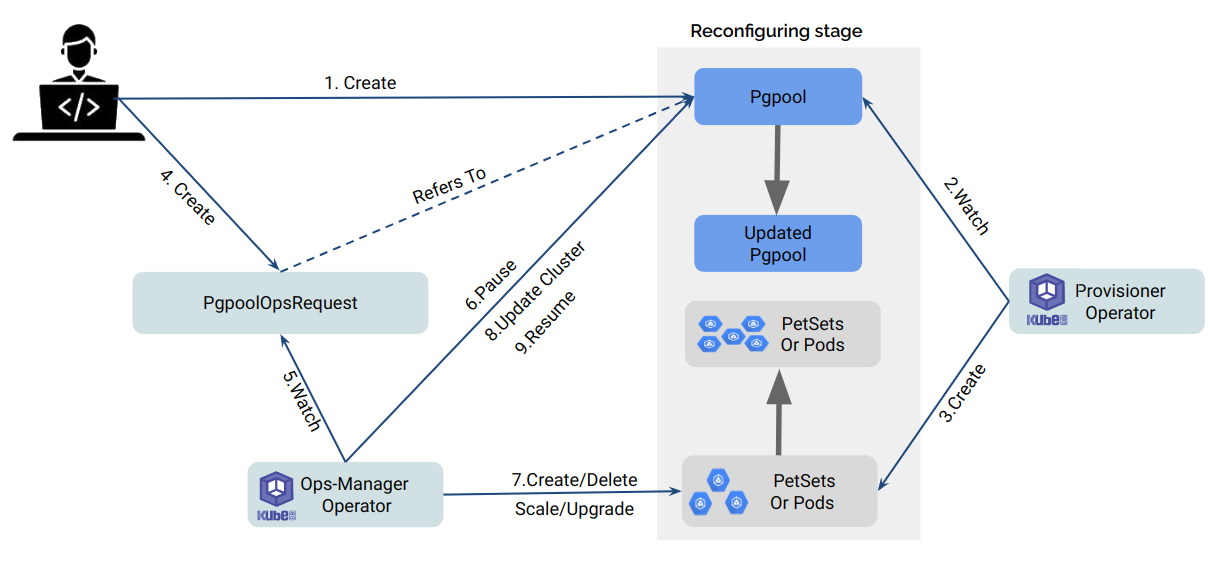 Reconfiguring stage
</>
1. Create
Pgpool
4. Create
Refers To
2.Watch
Updated
Pgpool
PgpoolOpsRequest
6.Pause
8.Update Cluster
9.Resume
Provisioner
Operator
KUBE
PetSets
Or Pods
5.Watch
3.Create
Ops-Manager
Operator
KUBE
7.Create/Delete
Scale/Upgrade
PetSets
Or Pods